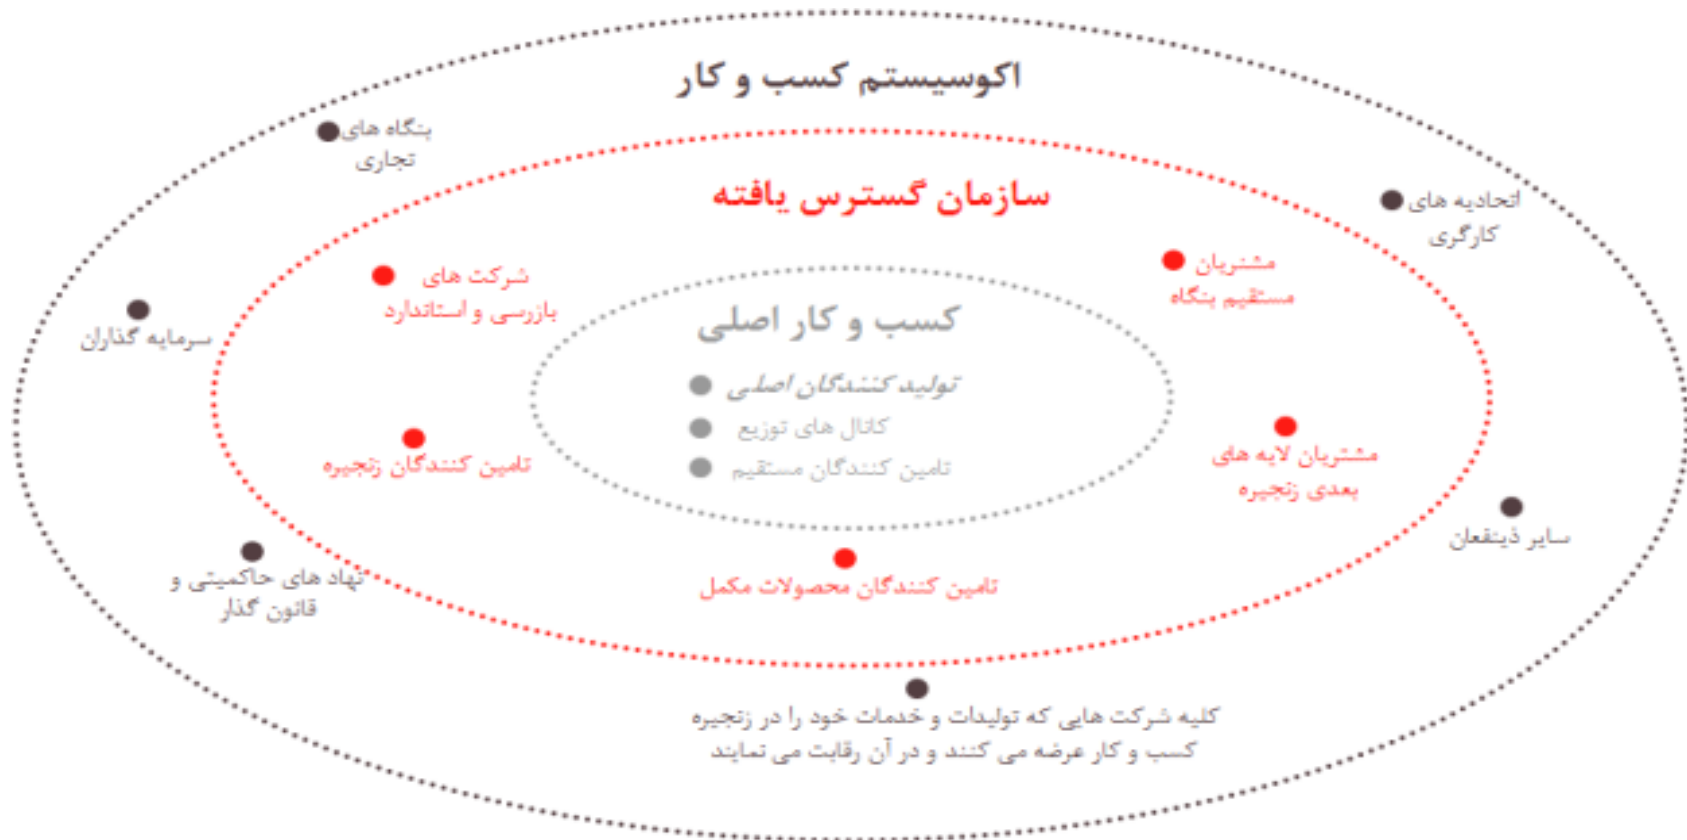 اکوسیستم کسب و کار
بنگاه های
تجاری
سازمان گسترس یافته
اتحادیه های
کارگری
مشتریان
مستقیم بنگاه
شرکت های
بازرسی و استاندارد
کسب و کار اصلی
سرمایه گذاران
تولید کنندگان اصلی
کانال های توزیع
تامین کنندگان مستقیم
مشتریان لایه های
بعدی زنجیره
تامین کنندگان زنجیره
سایر ذینفعان
نهاد های حاکمیتی و
قانون گذار
تامین کنندگان محصولات مکمل
کلیه شرکت هایی که تولیدات و خدمات خود را در زنجیره
کسب و کار عرضه می کنند و در آن رقابت می نمایند